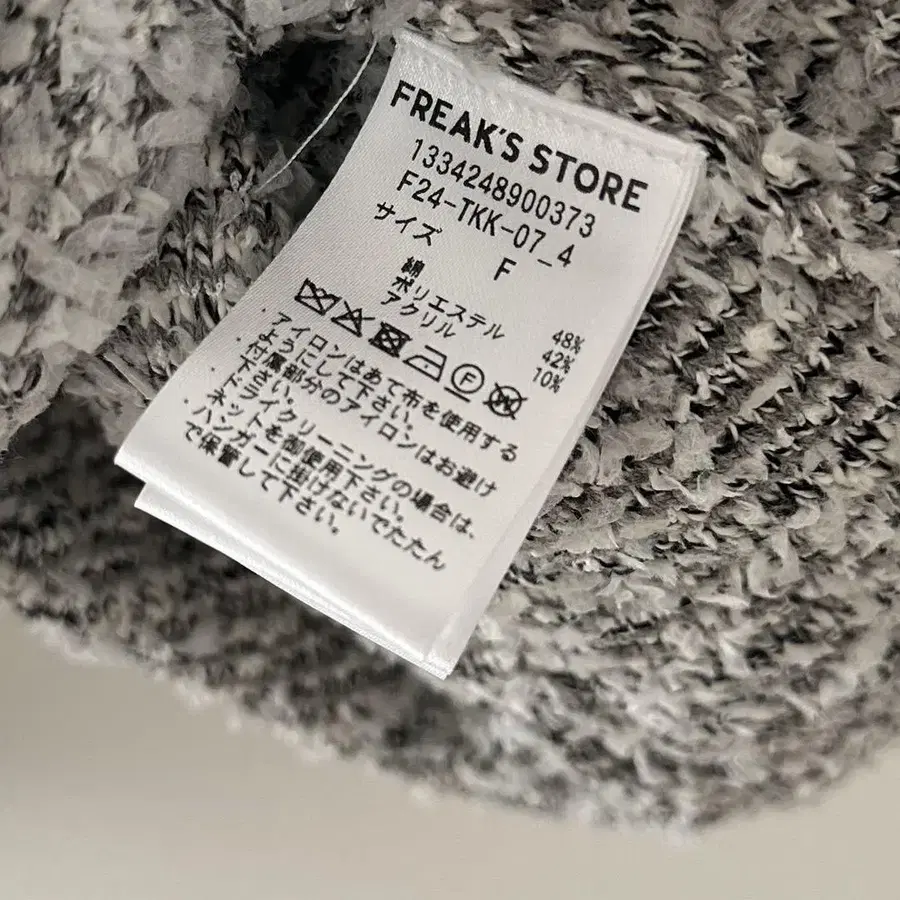 FREAK'S STORE
1334248900373
F24-TKK-07_4
サイズ F
綿 48%
ポリエステル 42%
アクリル 10%
F
・アイロンはあて布を使用する
ようにして下さい。
・付属部分のアイロンはお避け
下さい。
・ドライクリーニングの場合は、
ネットを御使用下さい。
・ハンガーに掛けないでたたん
で保管して下さい。